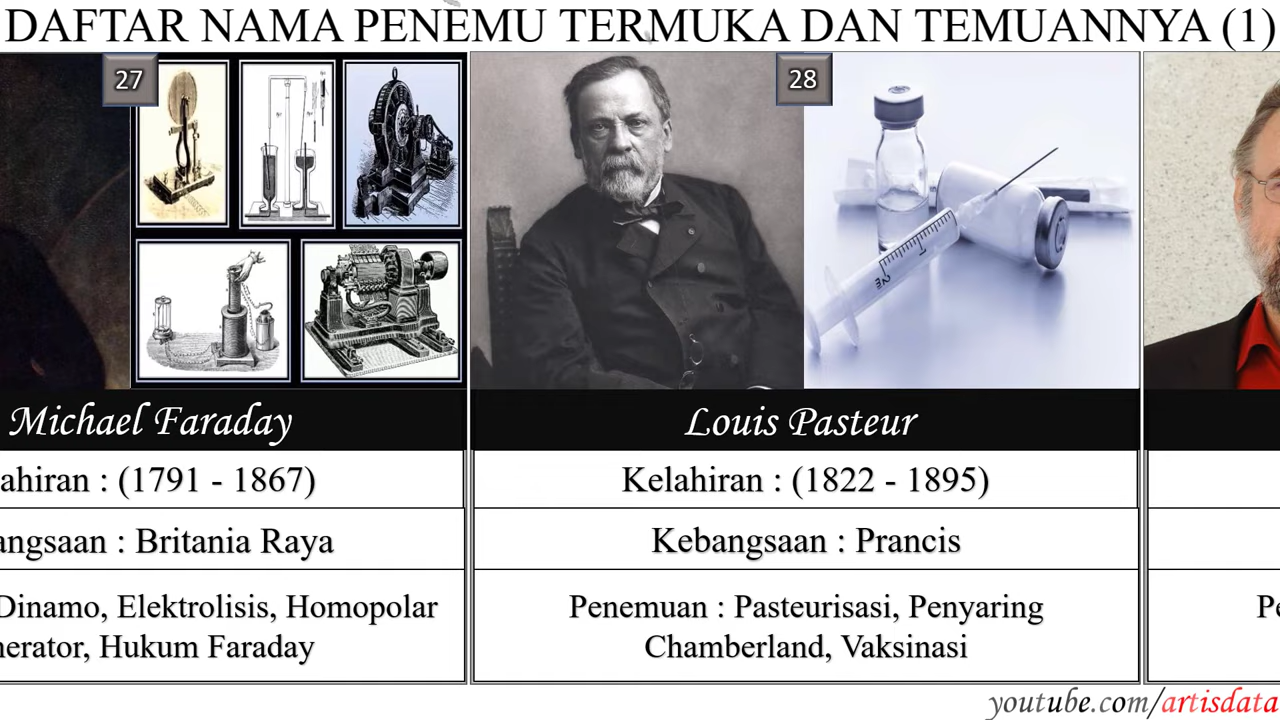 DAFTAR NAMA PENEMU TERMUKA DAN TEMUANNYA (1)
27
Michael Faraday
ahiran : (1791 - 1867)
angsaan : Britania Raya
Dinamo, Elektrolisis, Homopolar
nerator, Hukum Faraday
28
Louis Pasteur
Kelahiran : (1822 - 1895)
Kebangsaan : Prancis
Penemuan : Pasteurisasi, Penyaring
Chamberland, Vaksinasi
Pe
youtube.com/artisdata